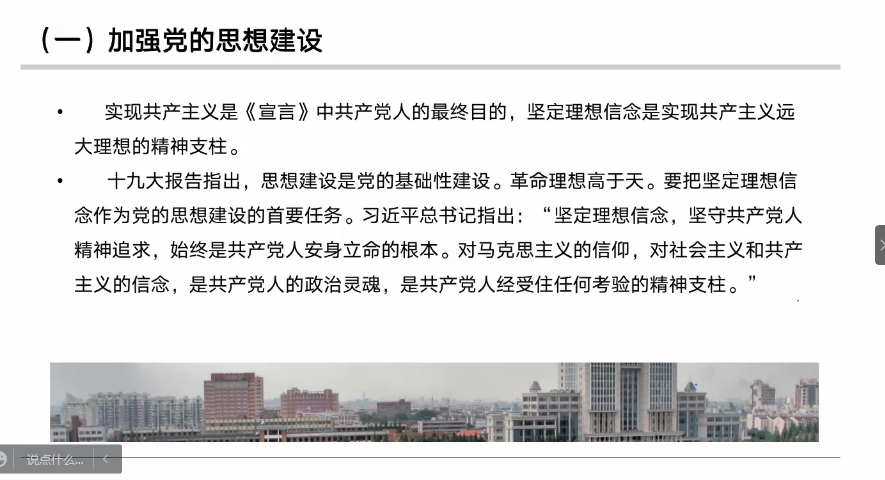 （一）加强党的思想建设
• 实现共产主义是《宣言》中共产党人的最终目的，坚定理想信念是实现共产主义远
大理想的精神支柱。
• 十九大报告指出，思想建设是党的基础性建设。革命理想高于天。要把坚定理想信
念作为党的思想建设的首要任务。习近平总书记指出：“坚定理想信念，坚守共产党人
精神追求，始终是共产党人安身立命的根本。对马克思主义的信仰，对社会主义和共产
主义的信念，是共产党人的政治灵魂，是共产党人经受住任何考验的精神支柱。”
说点什么...